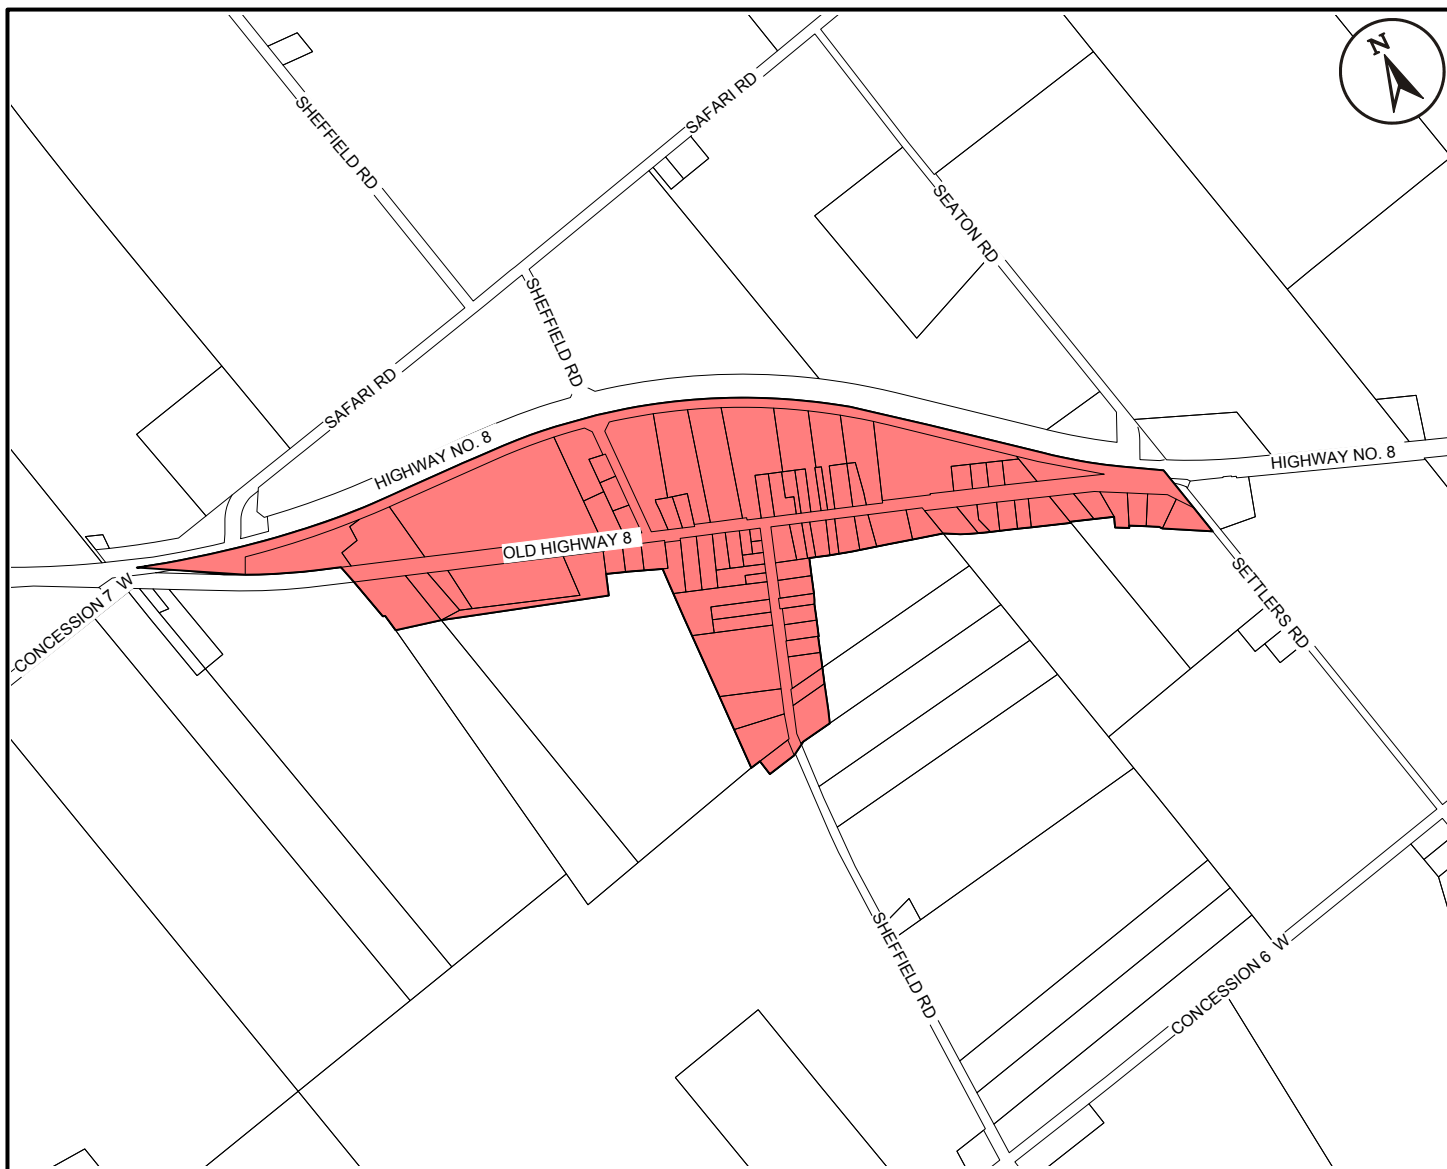 N
SHEFFIELD RD
SAFARI RD
SEATON RD
SHEFFIELD RD
SAFARI RD
HIGHWAY NO. 8
HIGHWAY NO. 8
OLD HIGHWAY 8
CONCESSION 7 W
SETTLERS RD
SHEFFIELD RD
CONCESSION 6 W